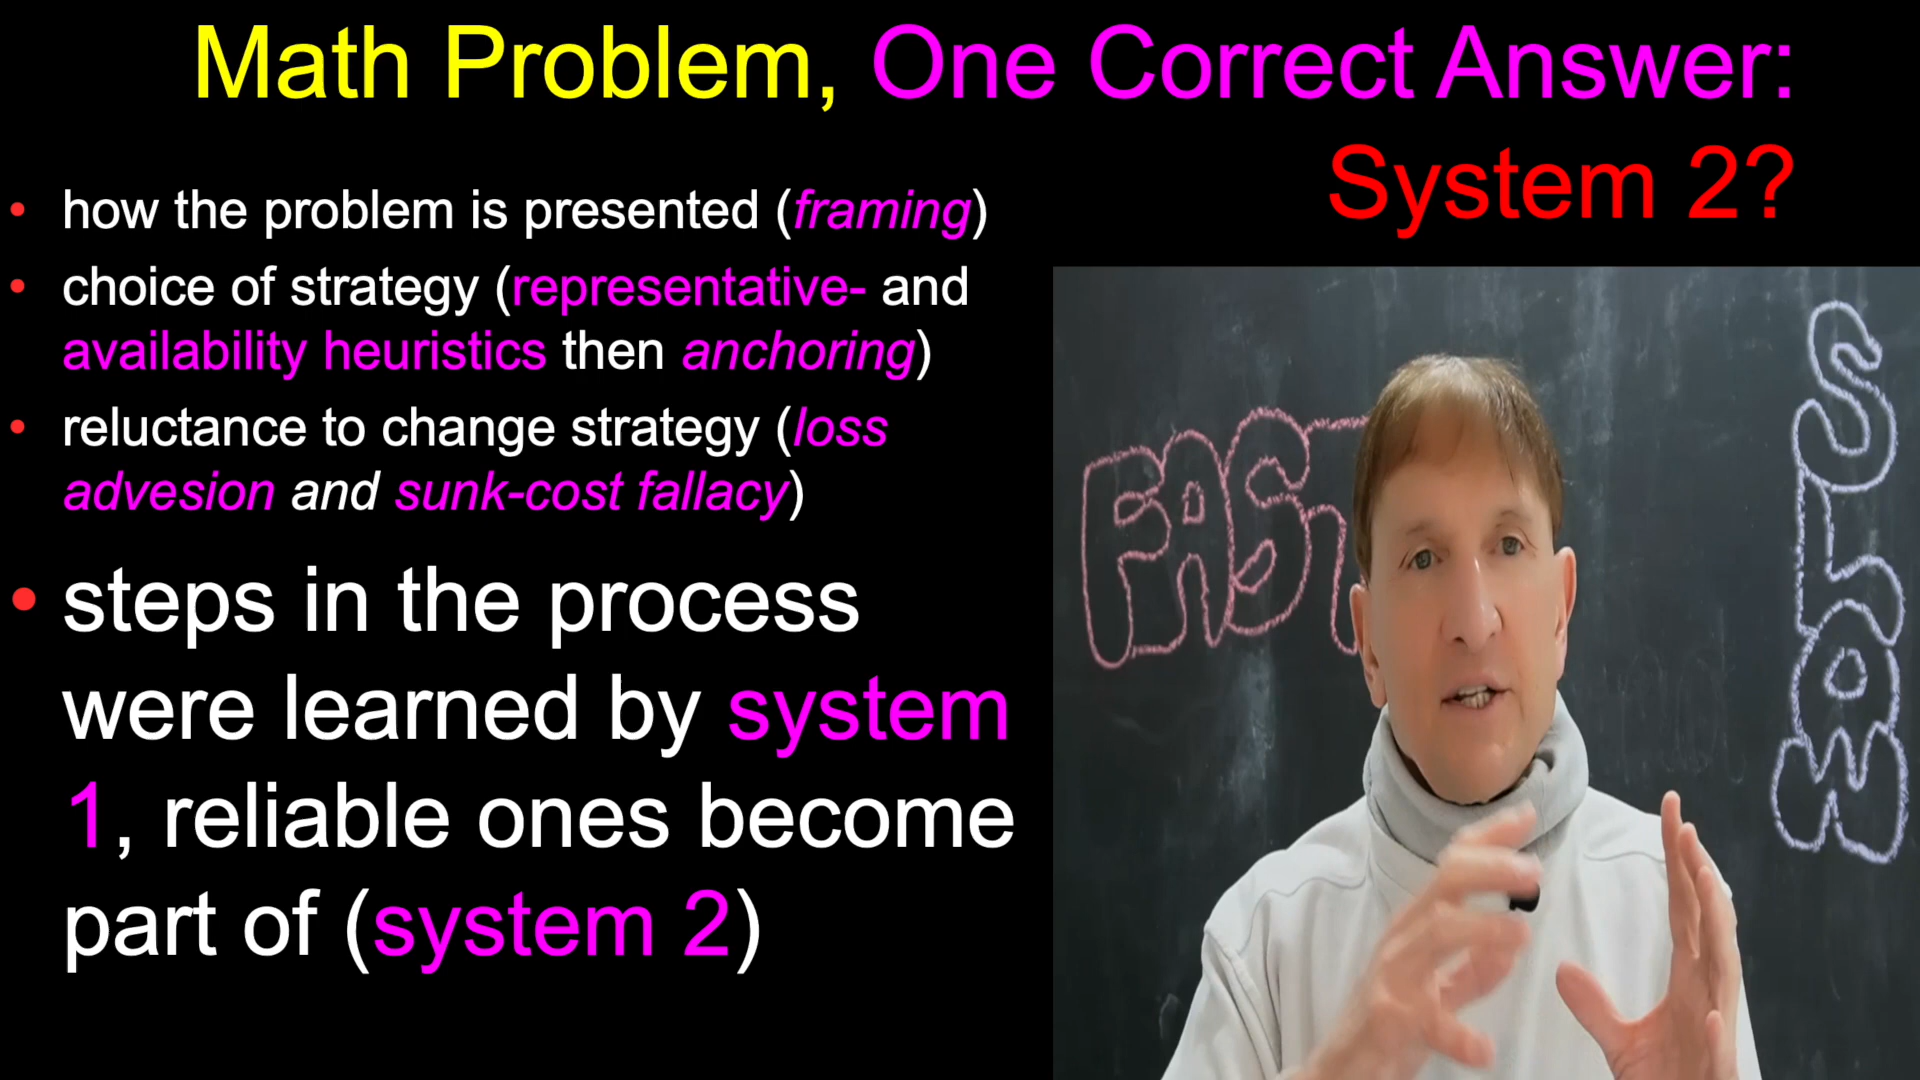 Math Problem, One Correct Answer:
System 2?
• how the problem is presented (framing)
• choice of strategy (representative- and
availability heuristics then anchoring)
• reluctance to change strategy (loss
advesion and sunk-cost fallacy)
• steps in the process
were learned by system
1, reliable ones become
part of (system 2)
FAST
SLOW